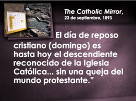 The Catholic Mirror,
23 de septiembre, 1893
El día de reposo
cristiano (domingo) es
hasta hoy el descendiente
reconocido de la Iglesia
Católica... sin una queja del
mundo protestante."